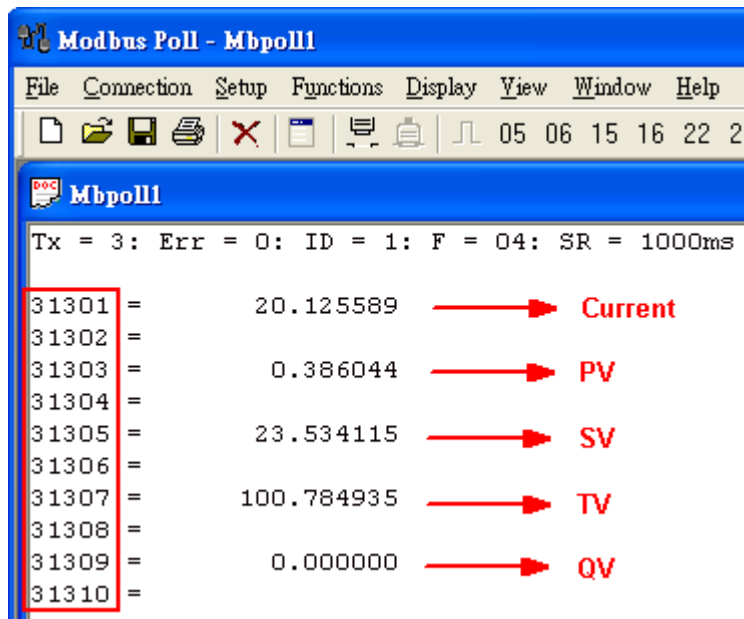 Modbus Poll - Mbpoll1
File Connection Setup Functions Display View Window Help
05 06 15 16 22 2
Mbpoll1
Tx = 3: Err = 0: ID = 1: F = 04: SR = 1000ms
31301 = 20.125589 Current
31302 =
31303 = 0.386044 PV
31304 =
31305 = 23.534115 SV
31306 =
31307 = 100.784935 TV
31308 =
31309 = 0.000000 QV
31310 =